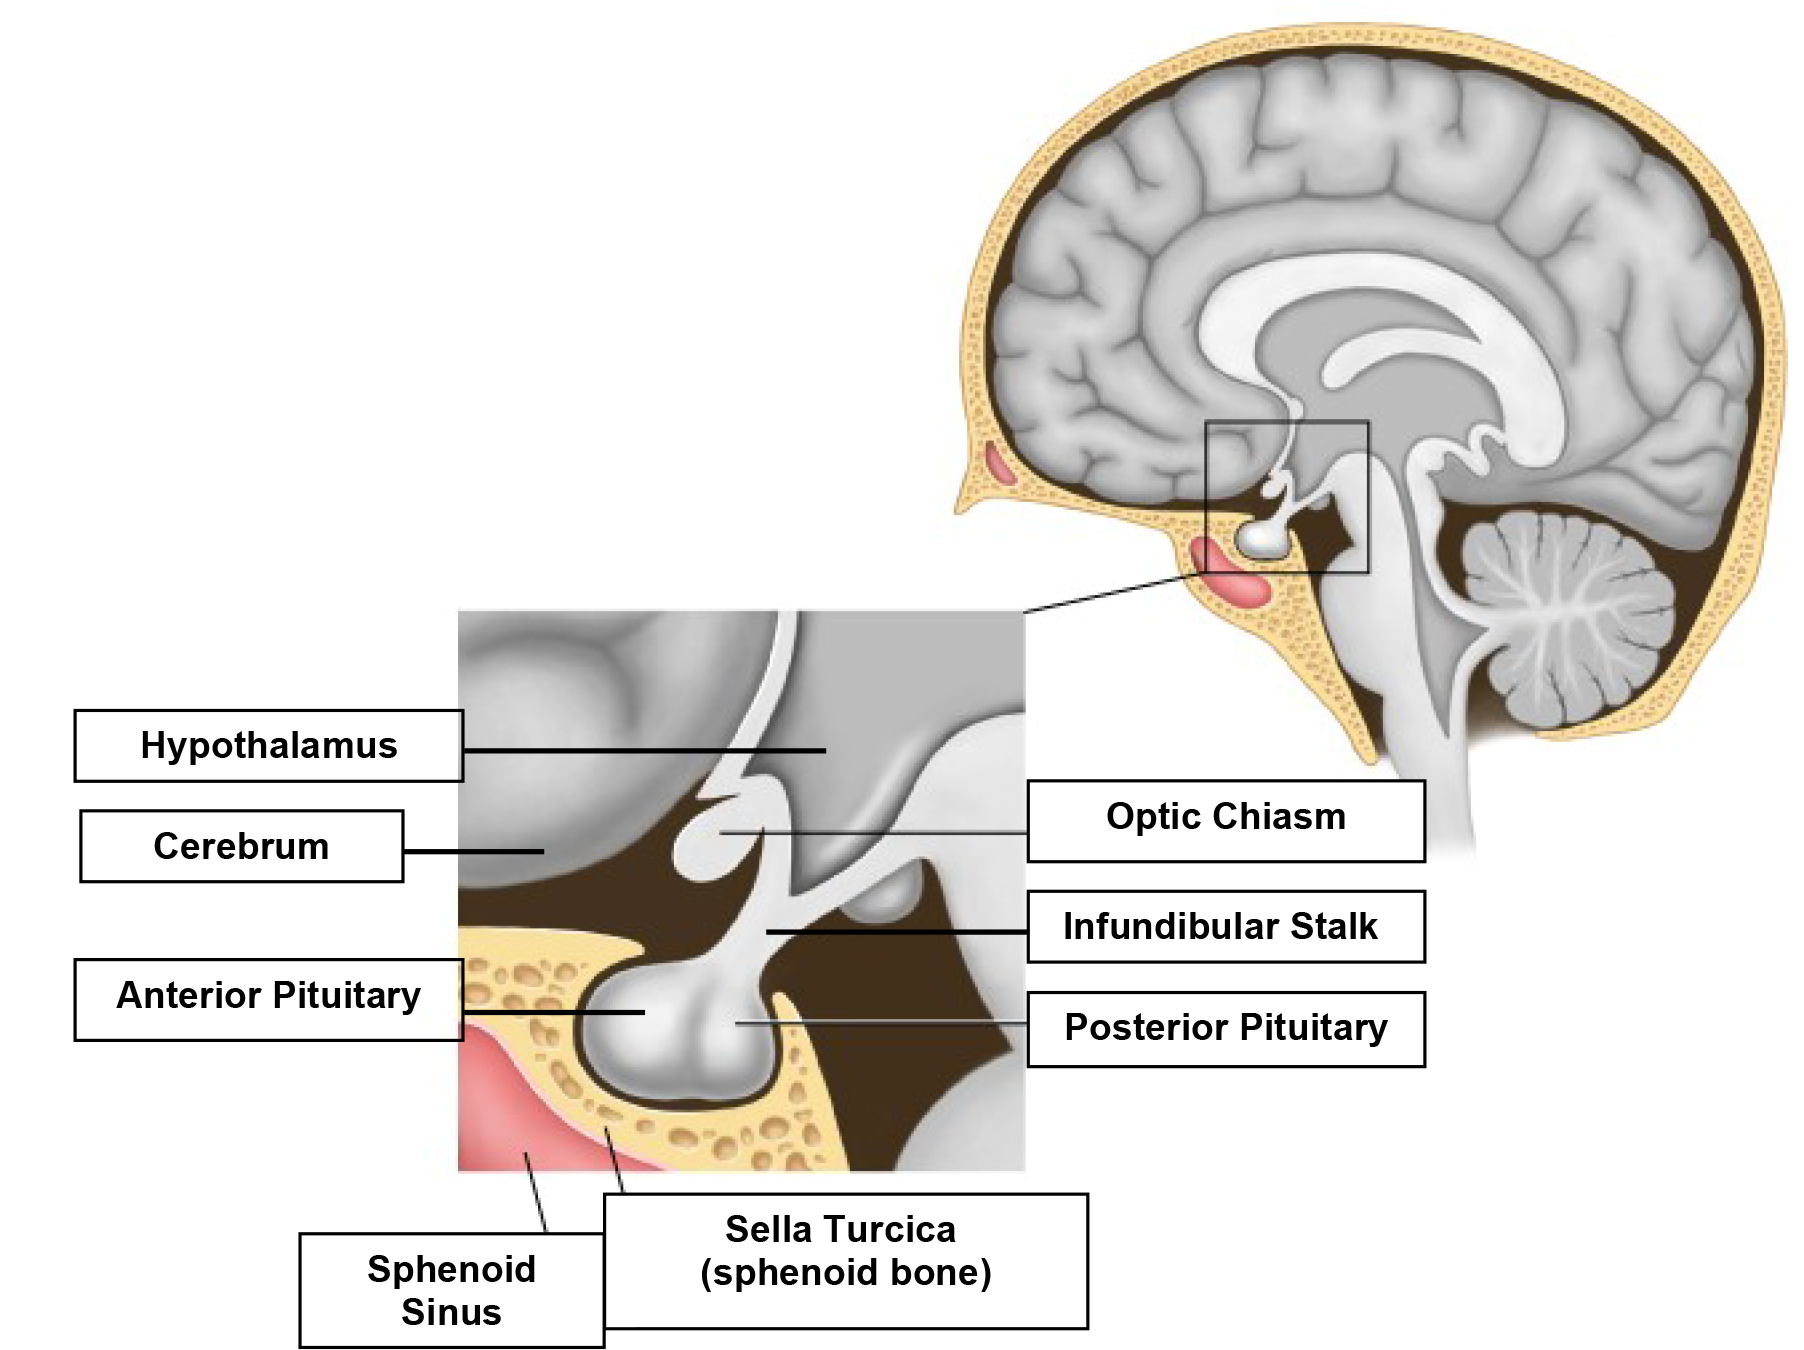 Hypothalamus
Optic Chiasm
Cerebrum
Infundibular Stalk
Anterior Pituitary
Posterior Pituitary
Sella Turcica
(sphenoid bone)
Sphenoid
Sinus